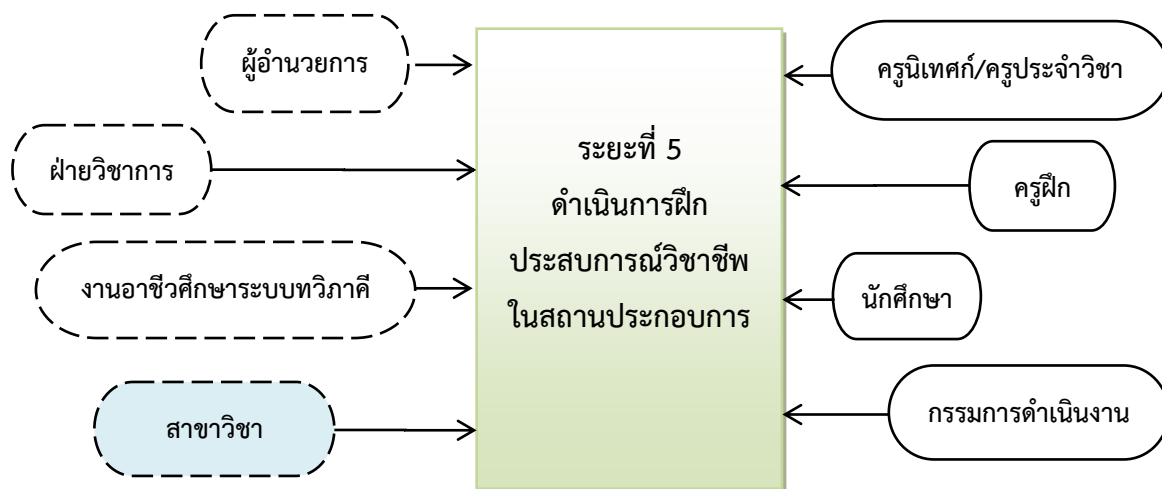 ผู้อำนวยการ
ฝ่ายวิชาการ
งานอาชีวศึกษาระบบทวิภาคี
สาขาวิชา
ระยะที่ 5
ดำเนินการฝึก
ประสบการณ์วิชาชีพ
ในสถานประกอบการ
ครูนิเทศก์/ครูประจำวิชา
ครูฝึก
นักศึกษา
กรรมการดำเนินงาน